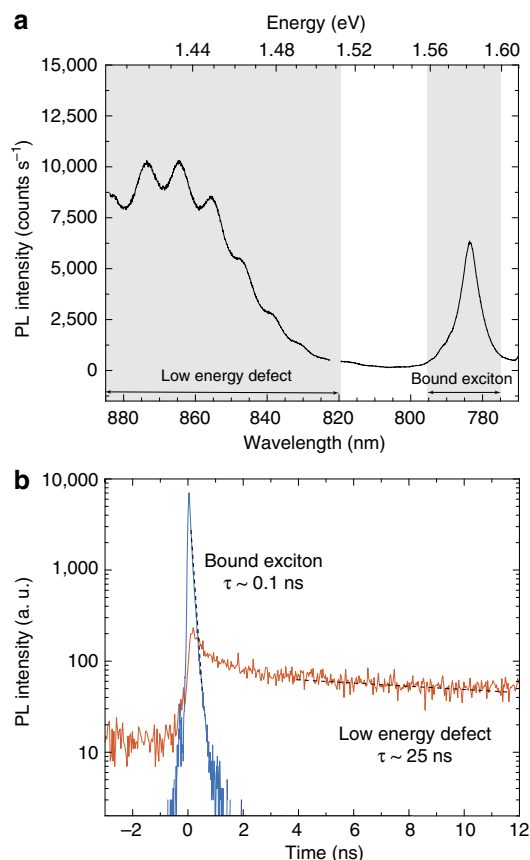 a
Energy (eV)
1.44 1.48 1.52 1.56 1.60
15,000
12,500
10,000
7,500
5,000
2,500
0
PL intensity (counts s⁻¹)
Low energy defect
Bound exciton
880 860 840 820 800 780
Wavelength (nm)
b
10,000
1,000
100
10
PL intensity (a. u.)
Bound exciton
τ ~ 0.1 ns
Low energy defect
τ ~ 25 ns
−2 0 2 4 6 8 10 12
Time (ns)